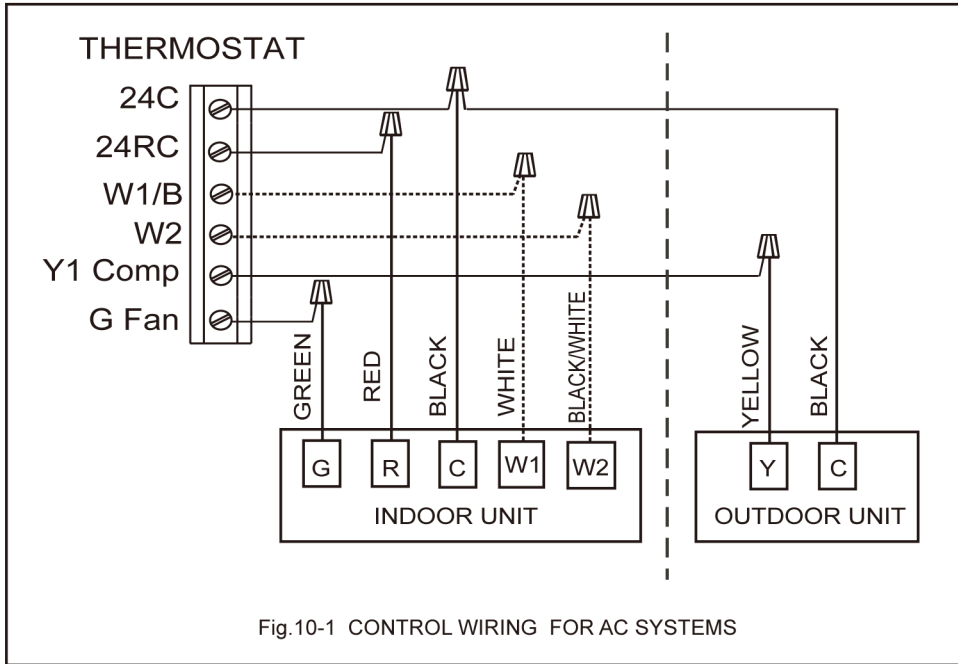 THERMOSTAT
24C
24RC
W1/B
W2
Y1 Comp
G Fan
GREEN
RED
BLACK
WHITE
BLACK/WHITE
YELLOW
BLACK
G
R
C
W1
W2
Y
C
INDOOR UNIT
OUTDOOR UNIT
Fig.10-1 CONTROL WIRING FOR AC SYSTEMS